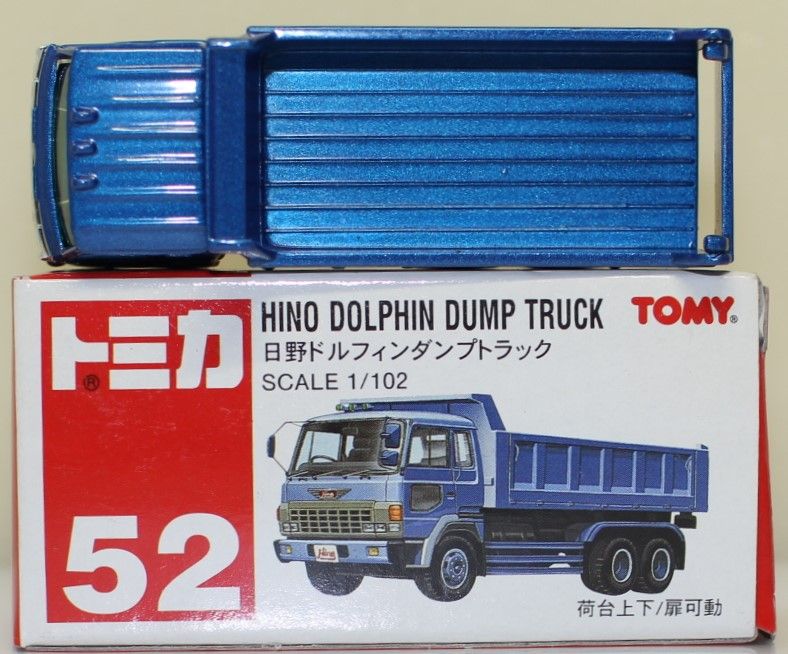 トミカ®
52
HINO DOLPHIN DUMP TRUCK
TOMY®
日野ドルフィンダンプトラック
SCALE 1/102
Hino
荷台上下/扉可動